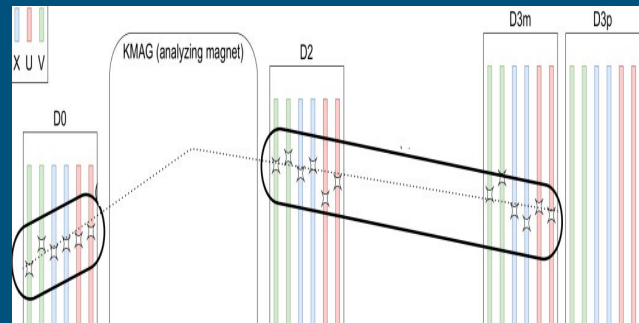 X U V
D0
KMAG (analyzing magnet)
D2
D3m
D3p